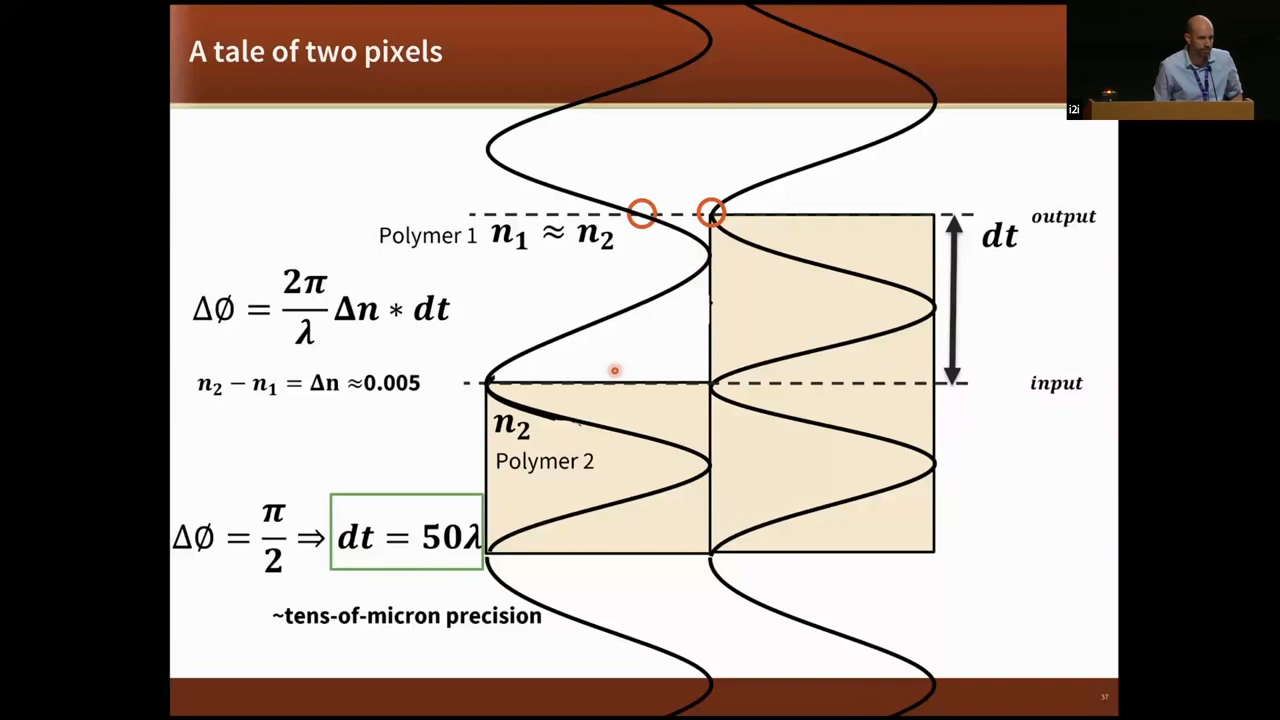 A tale of two pixels
i2i
output
Polymer 1 n₁ ≈ n₂
dt
ΔØ = 2π/λ Δn * dt
n₂ − n₁ = Δn ≈0.005
input
n₂
Polymer 2
ΔØ = π/2 ⇒ dt = 50λ
~tens-of-micron precision
37